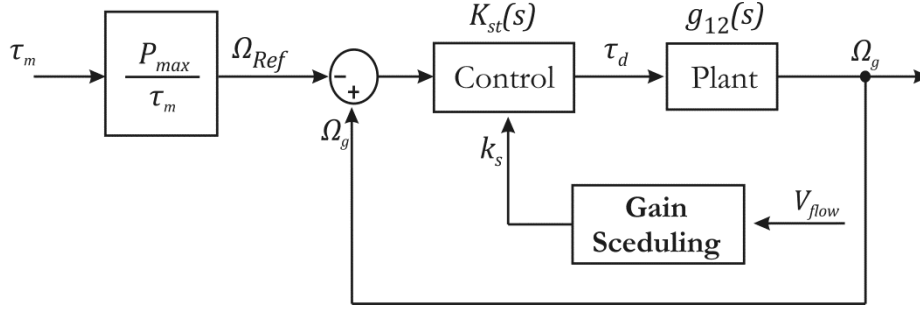 K_st(s)
g_12(s)
τ_m
P_max
τ_m
Ω_Ref
-
+
Control
τ_d
Plant
Ω_g
Ω_g
k_s
Gain
Sceduling
V_flow